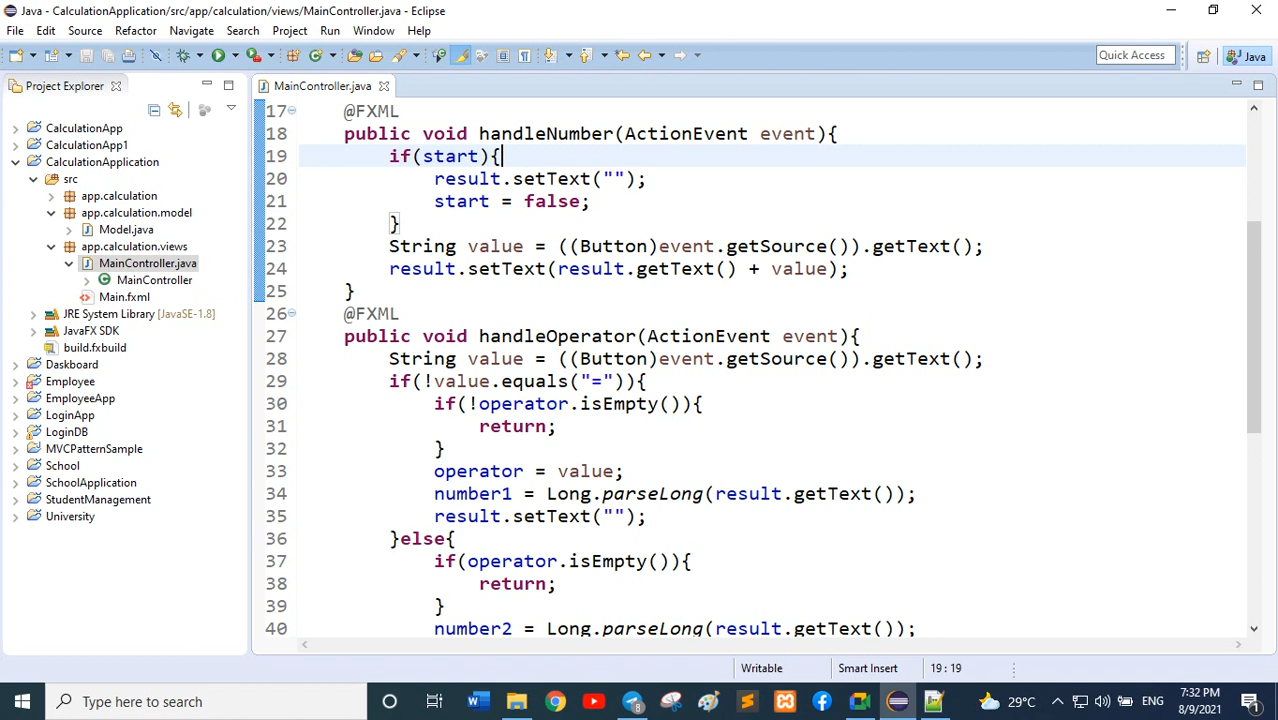 Java - CalculationApplication/src/app/calculation/views/MainController.java - Eclipse
File Edit Source Refactor Navigate Search Project Run Window Help
Quick Access
Java
Project Explorer
MainController.java
CalculationApp
CalculationApp1
CalculationApplication
src
app.calculation
app.calculation.model
Model.java
app.calculation.views
MainController.java
MainController
Main.fxml
JRE System Library [JavaSE-1.8]
JavaFX SDK
build.fxbuild
Daskboard
Employee
EmployeeApp
LoginApp
LoginDB
MVCPatternSample
School
SchoolApplication
StudentManagement
University
17 @FXML
18 public void handleNumber(ActionEvent event){
19 if(start){
20 result.setText("");
21 start = false;
22 }
23 String value = ((Button)event.getSource()).getText();
24 result.setText(result.getText() + value);
25 }
26 @FXML
27 public void handleOperator(ActionEvent event){
28 String value = ((Button)event.getSource()).getText();
29 if(!value.equals("=")){
30 if(!operator.isEmpty()){
31 return;
32 }
33 operator = value;
34 number1 = Long.parseLong(result.getText());
35 result.setText("");
36 }else{
37 if(operator.isEmpty()){
38 return;
39 }
40 number2 = Long.parseLong(result.getText());
Writable Smart Insert 19 : 19
Type here to search
29°C
ENG
7:32 PM
8/9/2021